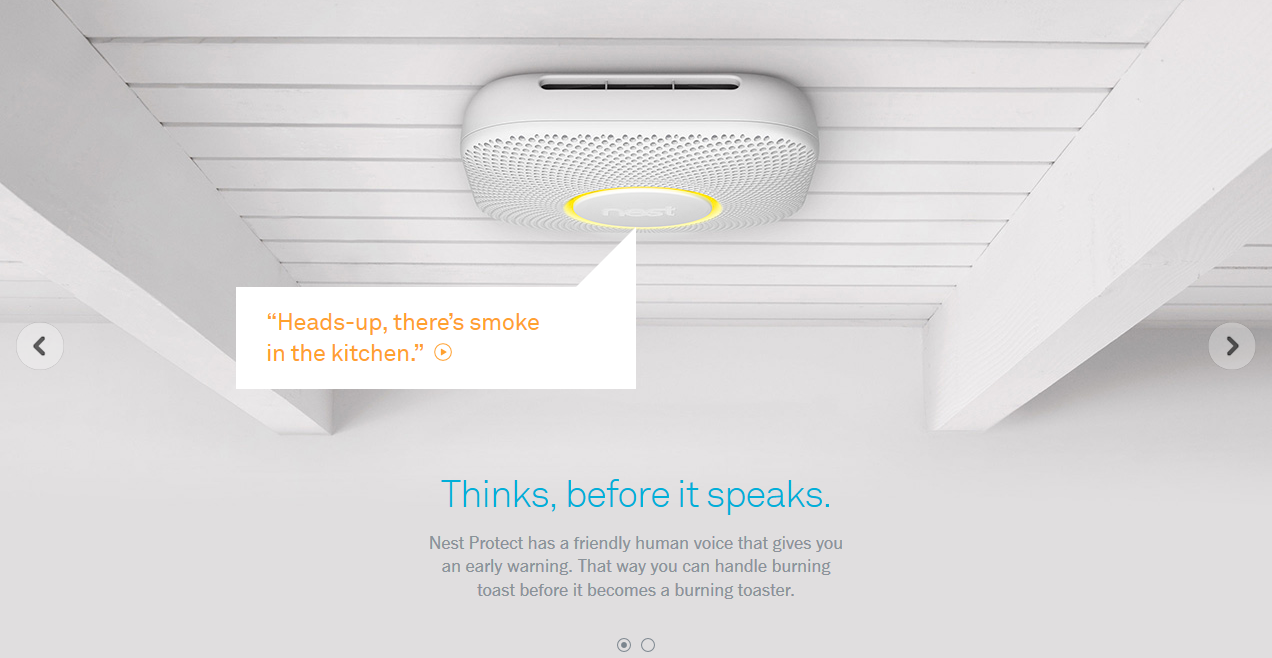 nest
“Heads-up, there’s smoke
in the kitchen.”
Thinks, before it speaks.
Nest Protect has a friendly human voice that gives you
an early warning. That way you can handle burning
toast before it becomes a burning toaster.